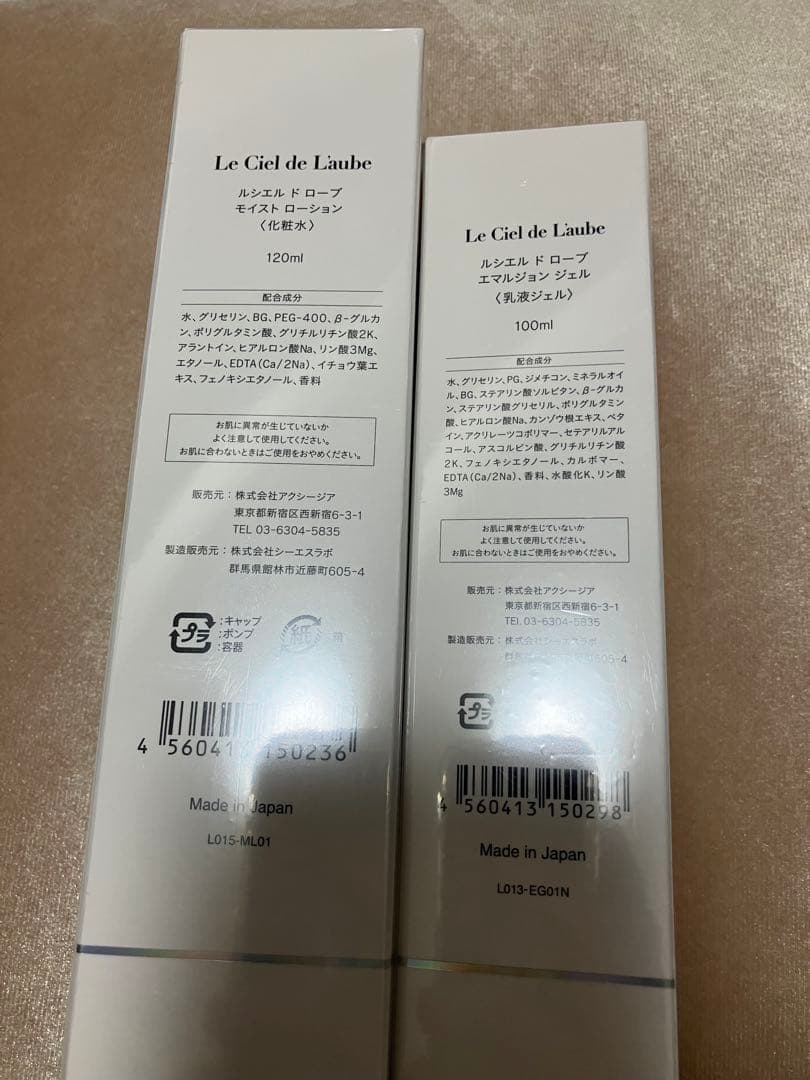 Le Ciel de L'aube
ルシエル ド ローブ
モイスト ローション
〈化粧水〉
120ml
配合成分
水、グリセリン、BG、PEG-400、β-グルカ
ン、ポリグルタミン酸、グリチルリチン酸2K、
アラントイン、ヒアルロン酸Na、リン酸3Mg、
エタノール、EDTA(Ca/2Na)、イチョウ葉エ
キス、フェノキシエタノール、香料
お肌に異常が生じていないか
よく注意して使用してください。
お肌に合わないときはご使用をおやめください。
販売元：株式会社アクシージア
東京都新宿区西新宿6-3-1
TEL 03-6304-5835
製造販売元：株式会社シーエスラボ
群馬県館林市近藤町605-4
プラ
:キャップ
:ポンプ
:容器
紙
4 560413 150236
Made in Japan
L015-ML01
Le Ciel de L'aube
ルシエル ド ローブ
エマルジョン ジェル
〈乳液ジェル〉
100ml
配合成分
水、グリセリン、PG、ジメチコン、ミネラルオイ
ル、BG、ステアリン酸ソルビタン、β-グルカ
ン、ステアリン酸グリセリル、ポリグルタミン
酸、ヒアルロン酸Na、カンゾウ根エキス、ベタ
イン、アクリレーツコポリマー、セテアリルアル
コール、アスコルビン酸、グリチルリチン酸
2K、フェノキシエタノール、カルボマー、
EDTA(Ca/2Na)、香料、水酸化K、リン酸
3Mg
お肌に異常が生じていないか
よく注意して使用してください。
お肌に合わないときはご使用をおやめください。
販売元：株式会社アクシージア
東京都新宿区西新宿6-3-1
TEL 03-6304-5835
製造販売元：株式会社シーエスラボ
605-4
プラ
4 560413 150298
Made in Japan
L013-EG01N